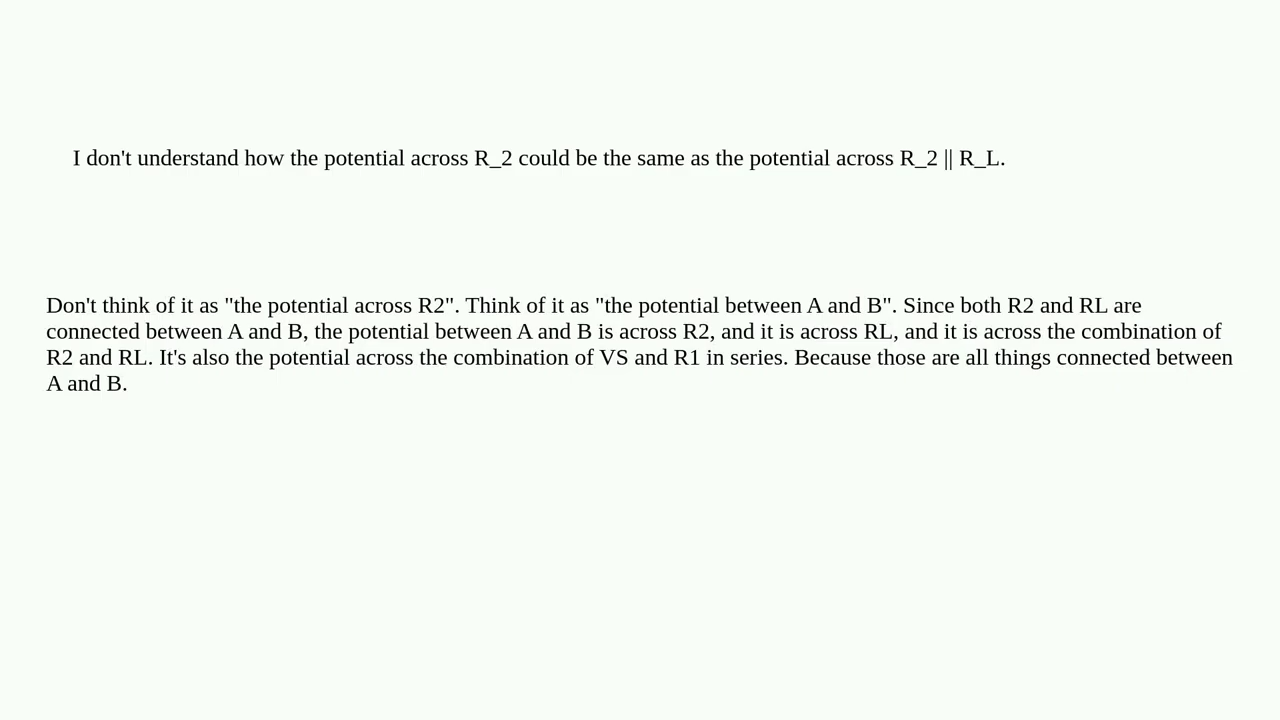 I don't understand how the potential across R_2 could be the same as the potential across R_2 || R_L.
Don't think of it as "the potential across R2". Think of it as "the potential between A and B". Since both R2 and RL are
connected between A and B, the potential between A and B is across R2, and it is across RL, and it is across the combination of
R2 and RL. It's also the potential across the combination of VS and R1 in series. Because those are all things connected between
A and B.